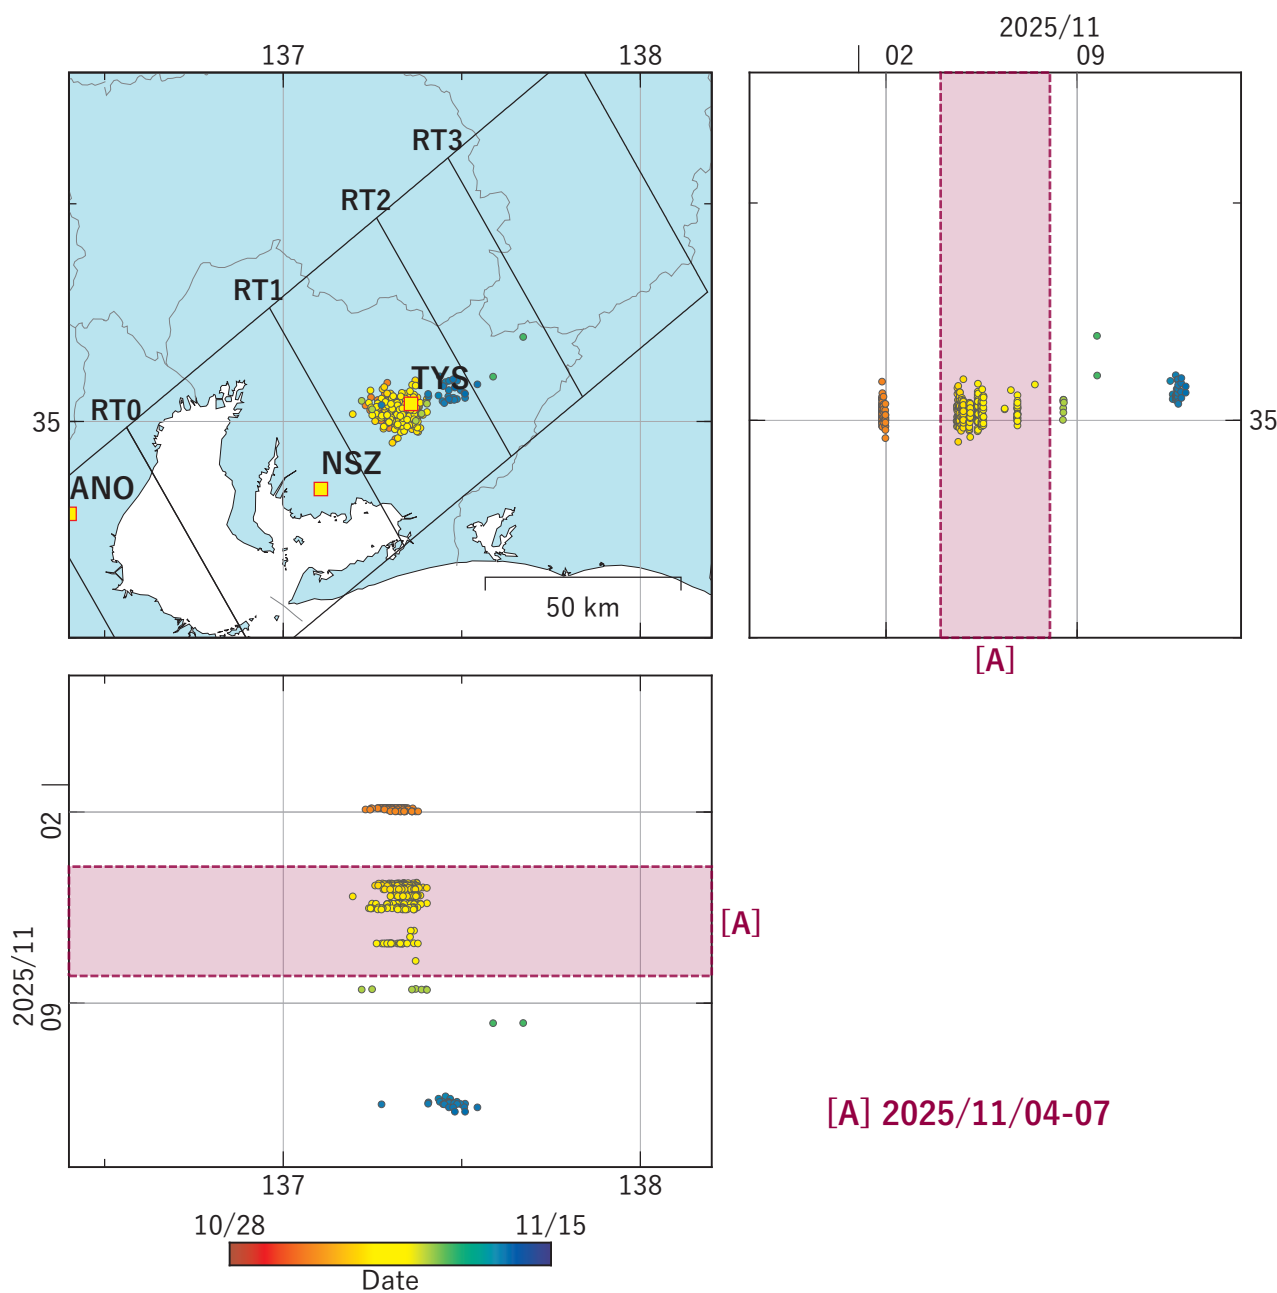 2025/11
137
138
02
09
RT3
RT2
RT1
RT0
TYS
NSZ
ANO
35
35
50 km
[A]
02
[A]
2025/11
09
[A] 2025/11/04-07
137
138
10/28
11/15
Date